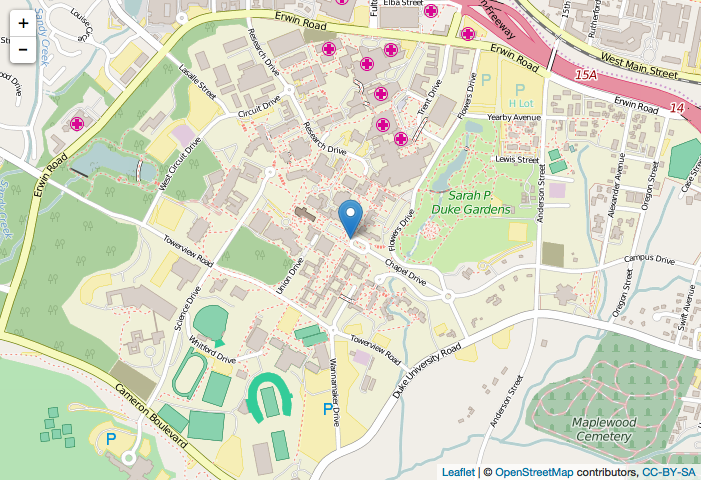 +
−
Sandy Creek
Louise Circle
Erwin Road
Elba Street
15th
Rutherford
Research Drive
Lasalle Street
West Main Street
Erwin Road
15A
P
P
H Lot
Erwin Road
14
Trent Drive
Flowers Drive
Circuit Drive
Yearby Avenue
Research Drive
Lewis Street
West Circuit Drive
Erwin Road
Anderson Street
Alexander Avenue
Oregon Street
Sarah P.
Duke Gardens
Flowers Drive
Towerview Road
Campus Drive
Union Drive
Chapel Drive
Science Drive
Oregon Street
Swift Avenue
Whitford Drive
Towerview Road
Duke University Road
Wannamaker Drive
Anderson Street
Cameron Boulevard
P
P
Maplewood
Cemetery
Leaflet | © OpenStreetMap contributors, CC-BY-SA